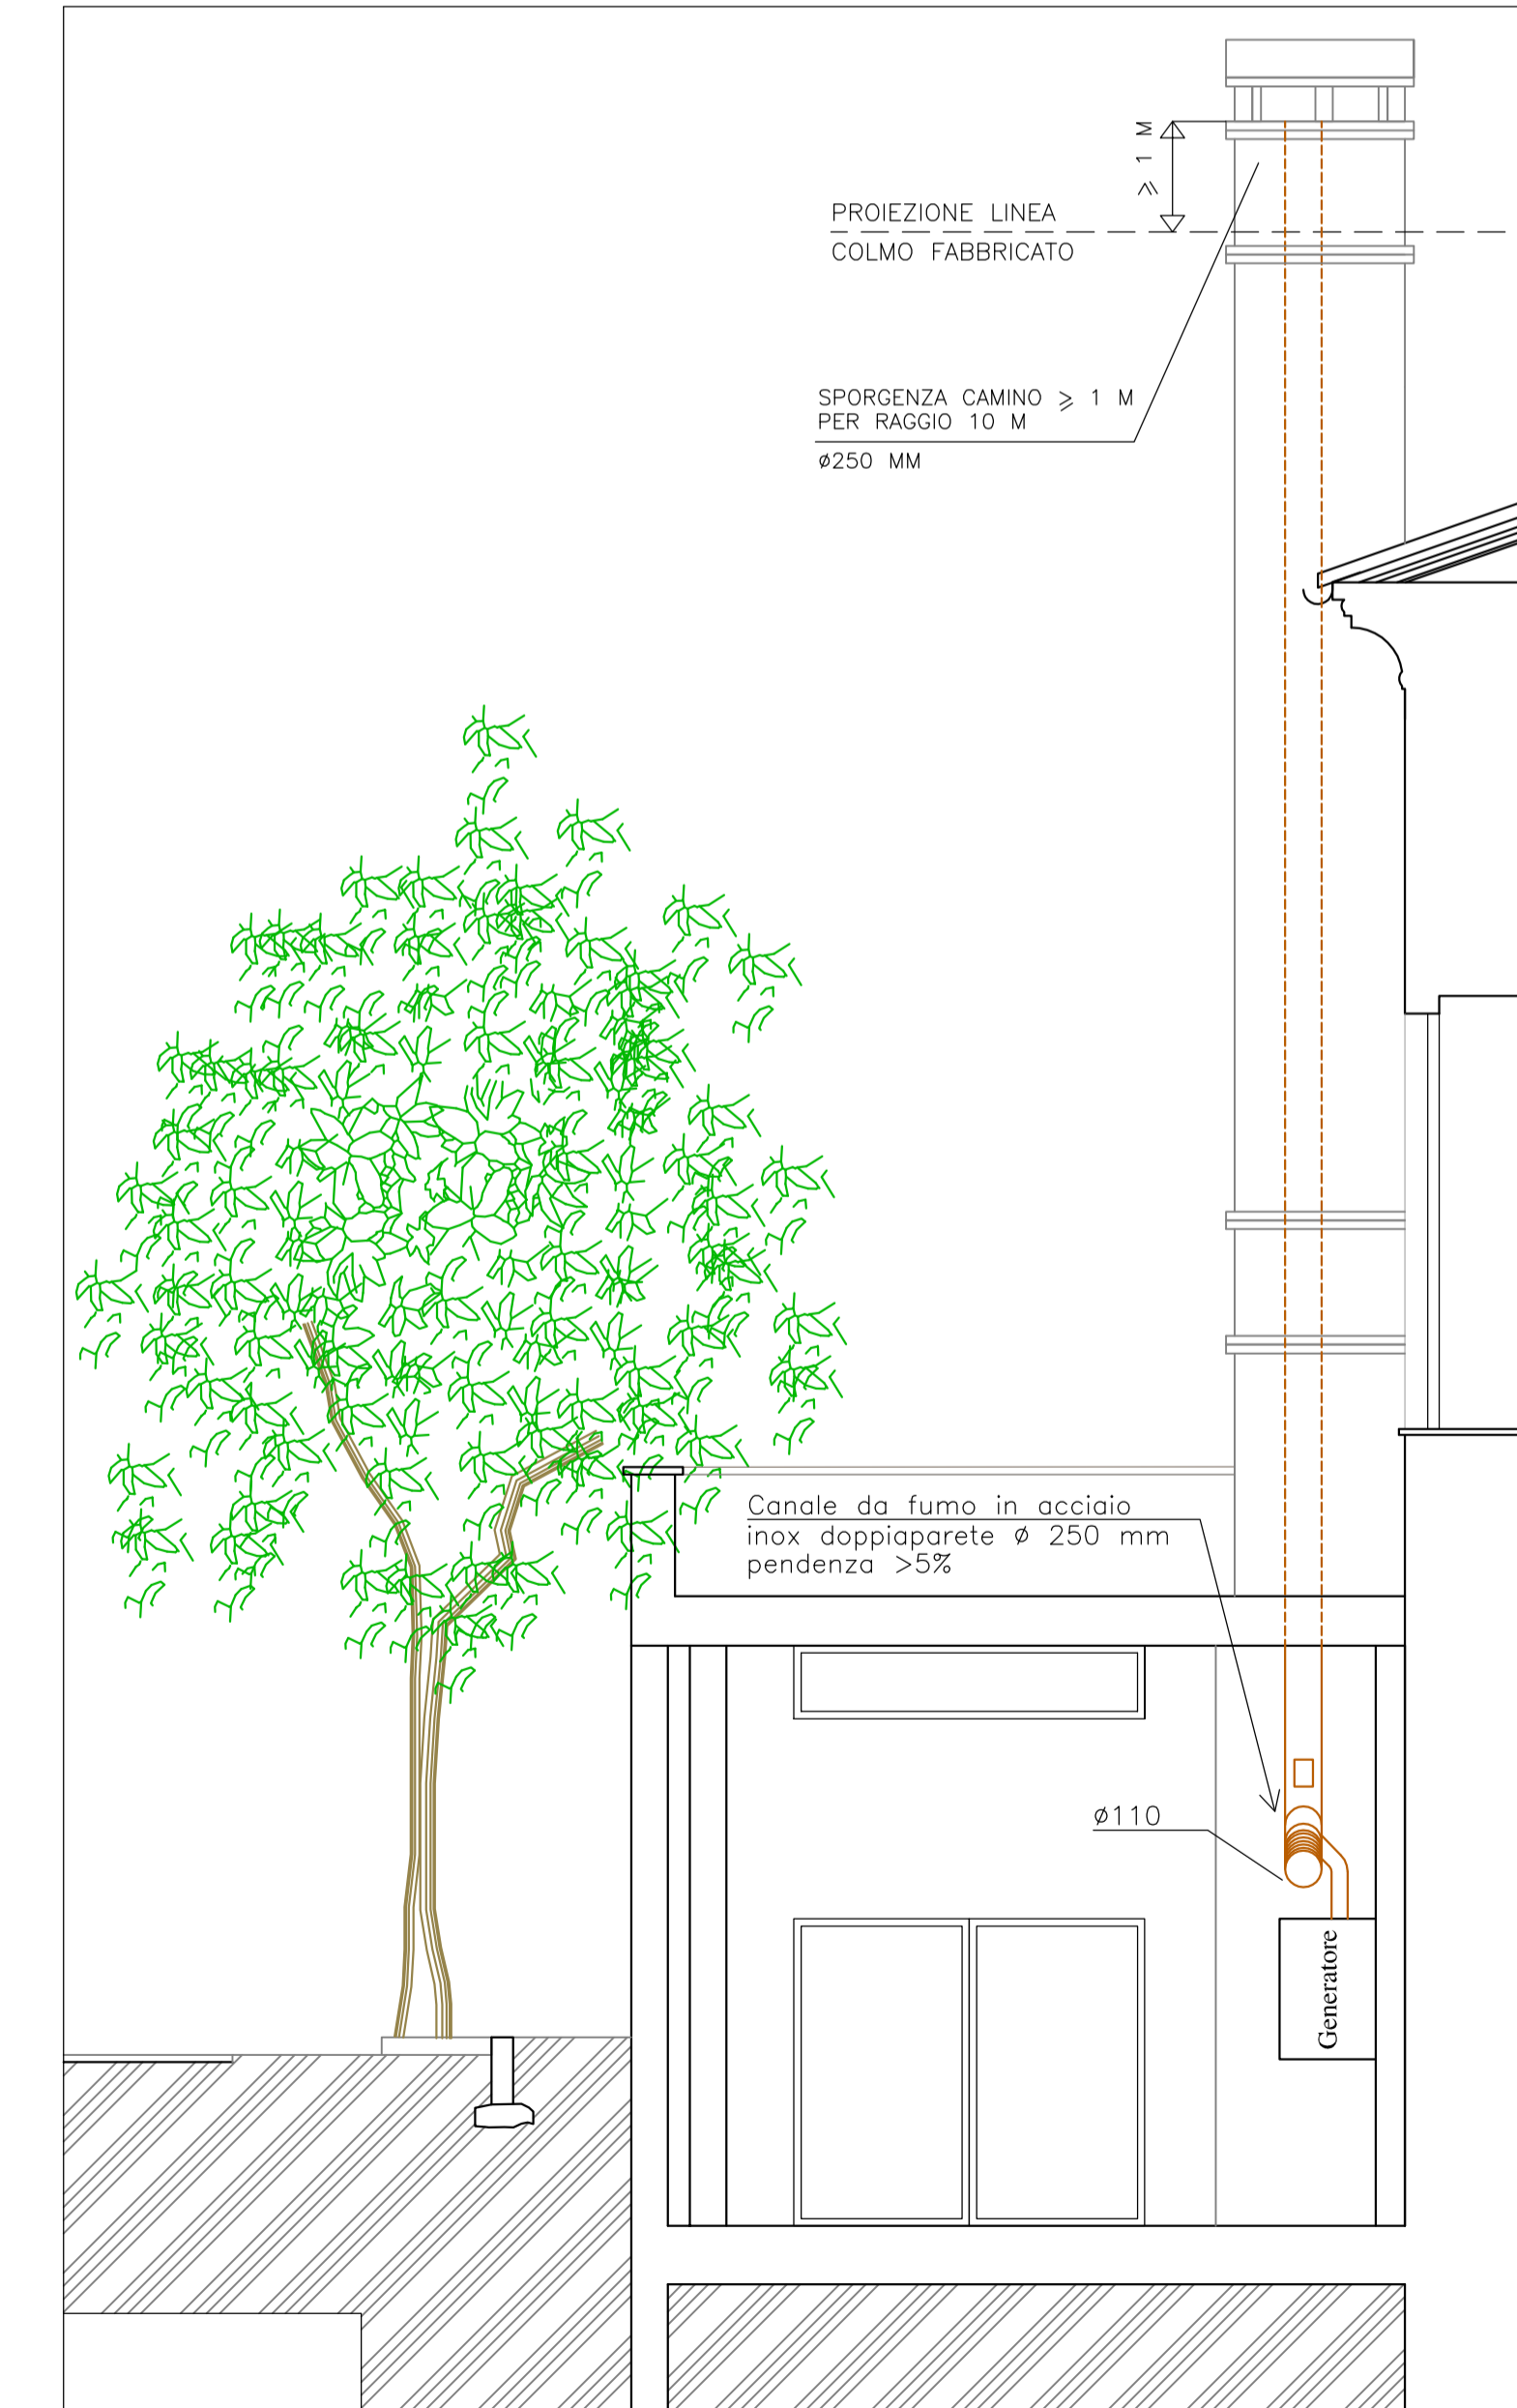 ≥ 1 M
PROIEZIONE LINEA
COLMO FABBRICATO
SPORGENZA CAMINO ≥ 1 M
PER RAGGIO 10 M
ø250 MM
Canale da fumo in acciaio
inox doppiaparete ø 250 mm
pendenza >5%
ø110
Generatore